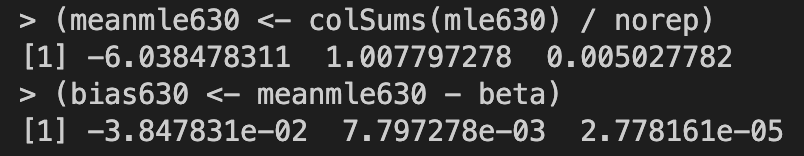 > (meanmle630 <- colSums(mle630) / norep)
[1] -6.038478311  1.007797278  0.005027782
> (bias630 <- meanmle630 - beta)
[1] -3.847831e-02  7.797278e-03  2.778161e-05